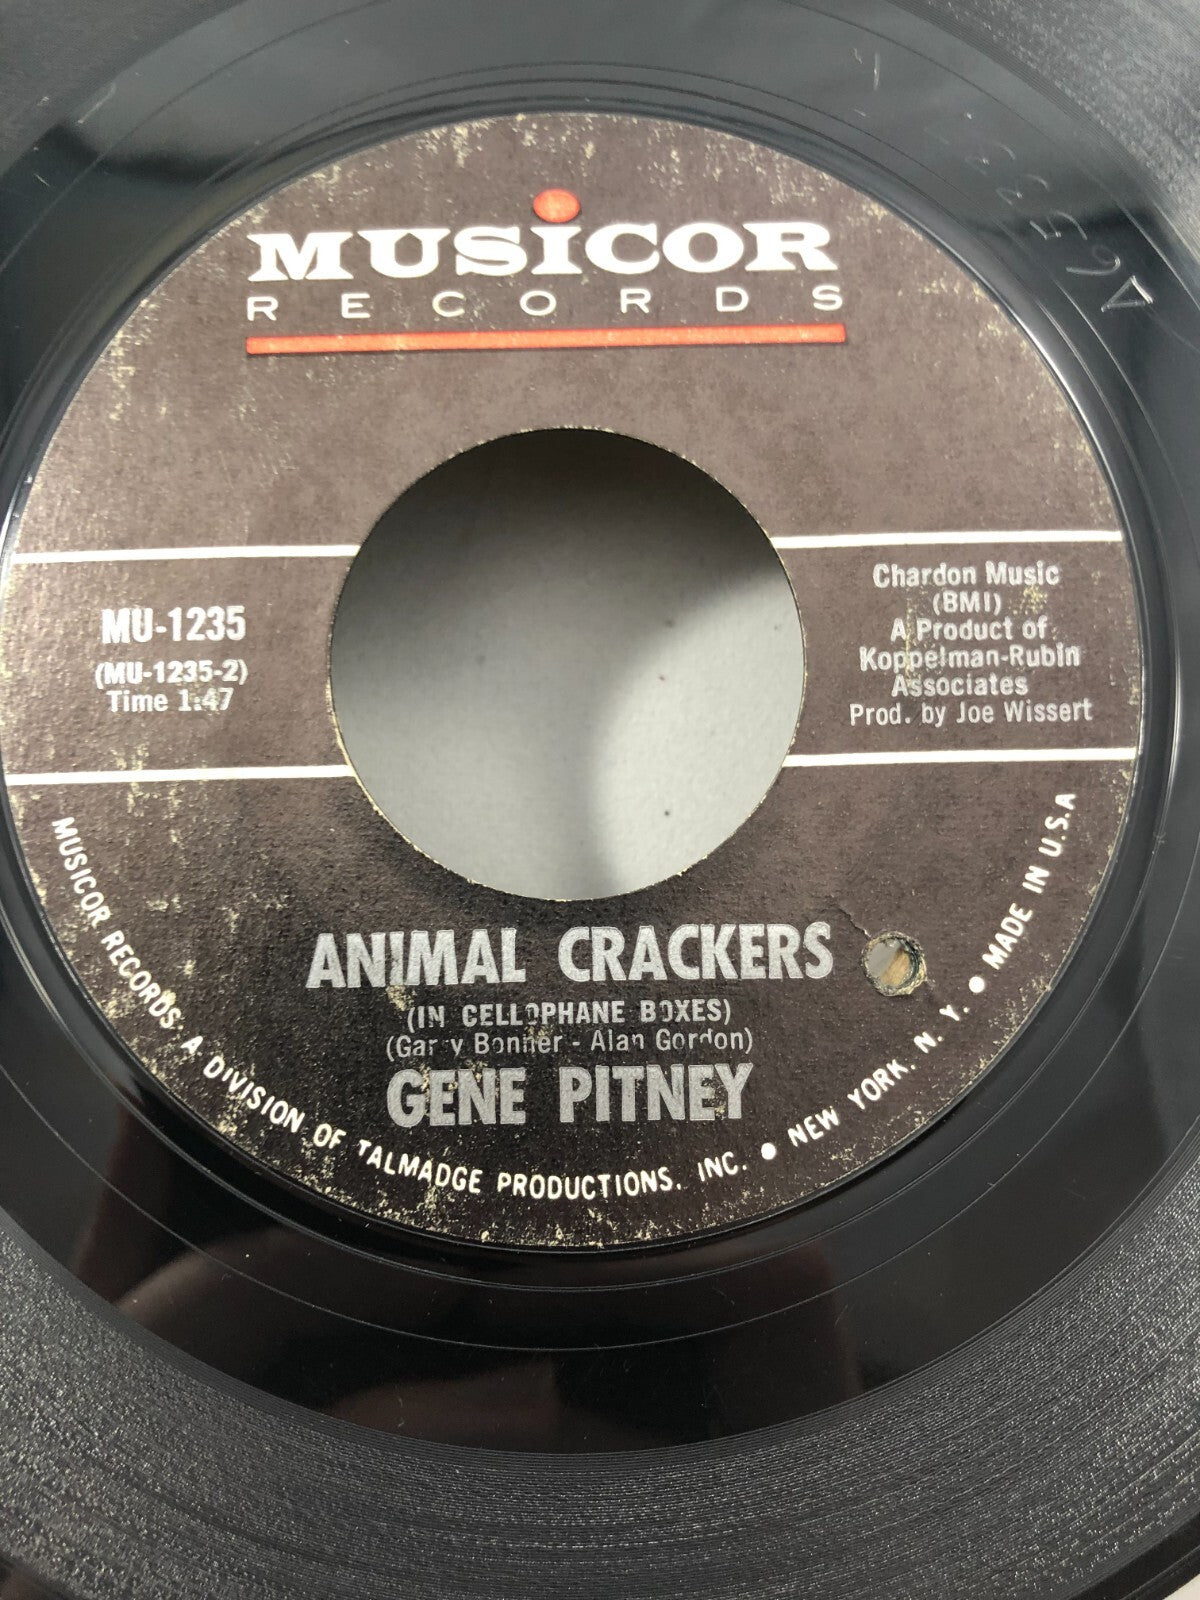 MUSICOR
RECORDS
MU-1235
(MU-1235-2)
Time 1:47
Chardon Music
(BMI)
A Product of
Koppelman-Rubin
Associates
Prod. by Joe Wissert
ANIMAL CRACKERS
(IN CELLOPHANE BOXES)
(Garry Bonner - Alan Gordon)
GENE PITNEY
MUSICOR RECORDS: A DIVISION OF TALMADGE PRODUCTIONS, INC. • NEW YORK, N. Y. • MADE IN U.S.A